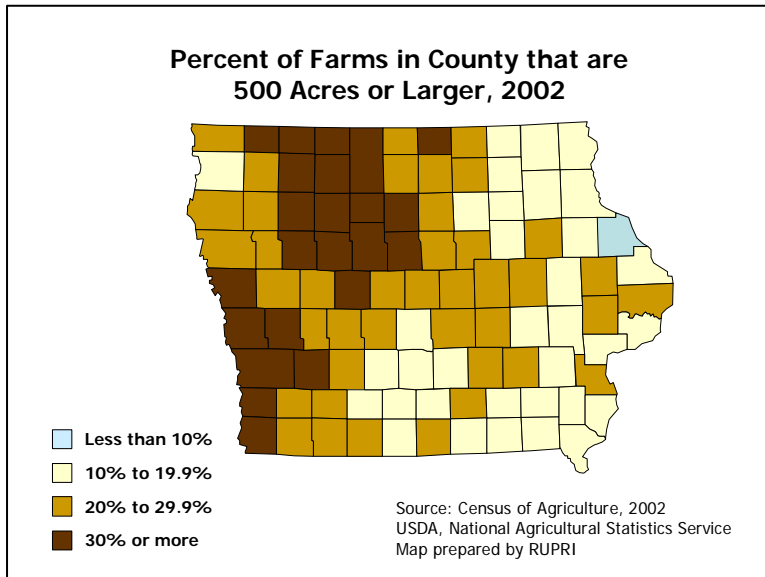 Percent of Farms in County that are
500 Acres or Larger, 2002
Less than 10%
10% to 19.9%
20% to 29.9%
30% or more
Source: Census of Agriculture, 2002
USDA, National Agricultural Statistics Service
Map prepared by RUPRI